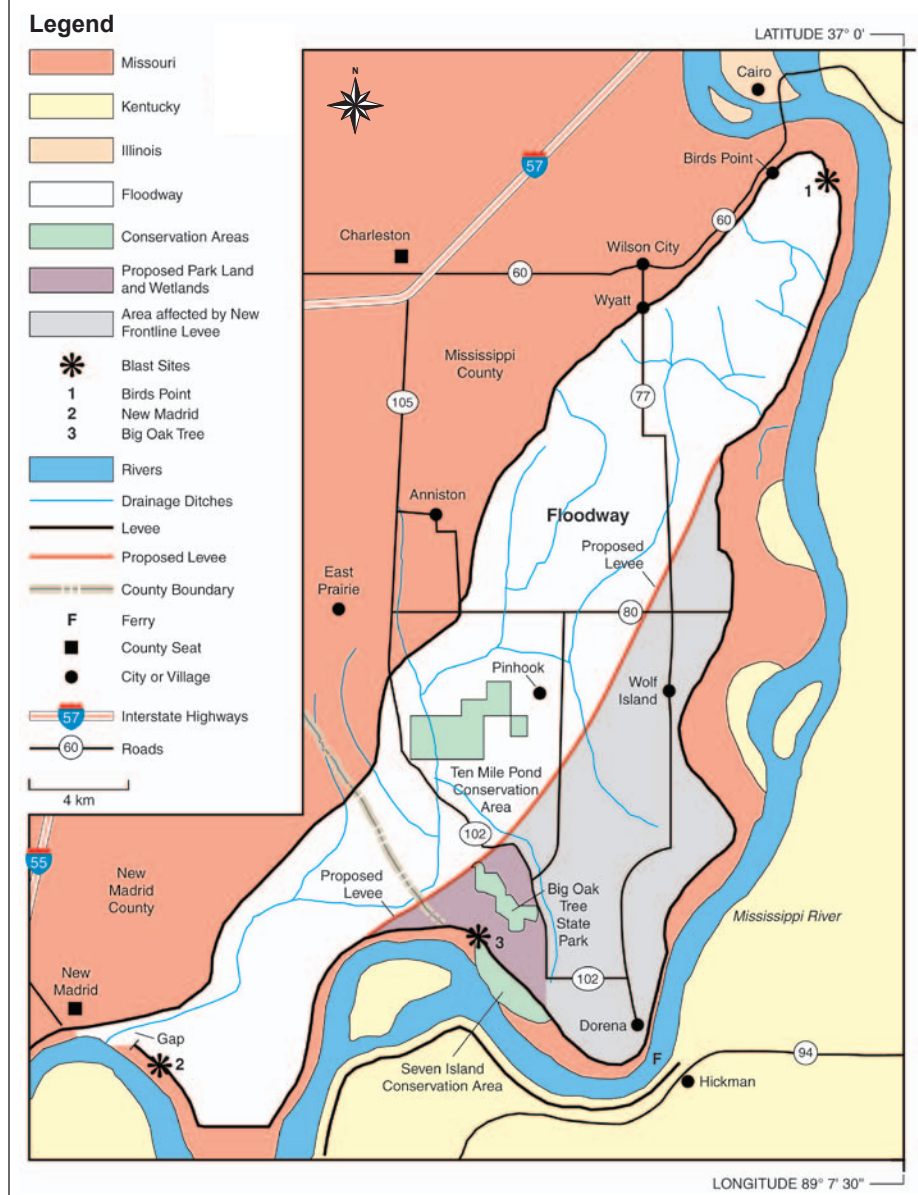 Legend
Missouri
Kentucky
Illinois
Floodway
Conservation Areas
Proposed Park Land
and Wetlands
Area affected by New
Frontline Levee
Blast Sites
1 Birds Point
2 New Madrid
3 Big Oak Tree
Rivers
Drainage Ditches
Levee
Proposed Levee
County Boundary
F Ferry
County Seat
City or Village
57 Interstate Highways
60 Roads
4 km
N
LATITUDE 37° 0'
Cairo
57
Birds Point
1
60
Charleston
Wilson City
60
Wyatt
Mississippi
County
105
77
Anniston
Floodway
Proposed
Levee
East
Prairie
80
Pinhook
Wolf
Island
Ten Mile Pond
Conservation
Area
102
55
New
Madrid
County
Proposed
Levee
Big Oak
Tree
State
Park
Mississippi River
3
102
New
Madrid
Gap
2
Dorena
F
94
Seven Island
Conservation Area
Hickman
LONGITUDE 89° 7' 30"